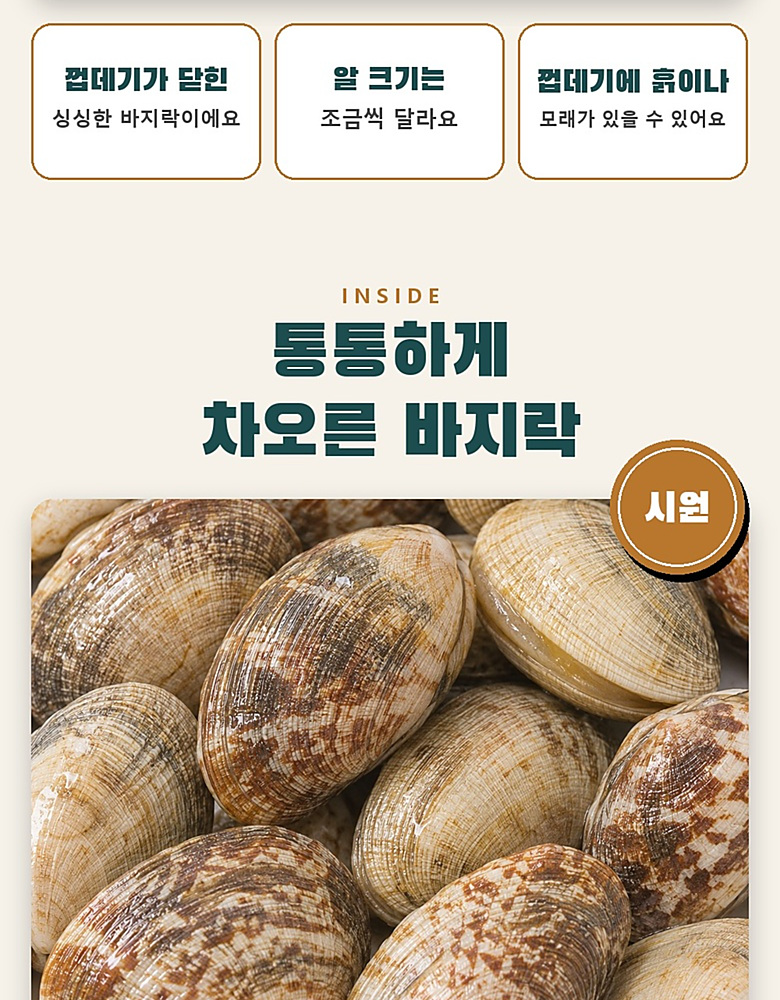 껍데기가 닫힌
싱싱한 바지락이에요
알 크기는
조금씩 달라요
껍데기에 흙이나
모래가 있을 수 있어요
INSIDE
통통하게
차오른 바지락
시원